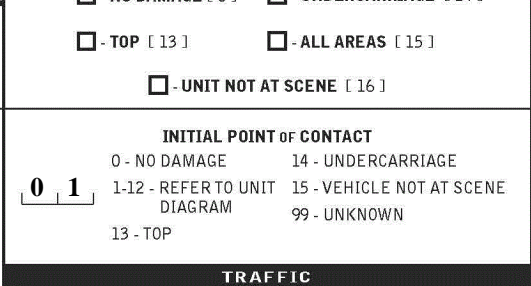 - TOP [ 13 ] - ALL AREAS [ 15 ]
- UNIT NOT AT SCENE [ 16 ]
INITIAL POINT OF CONTACT
0 - NO DAMAGE 14 - UNDERCARRIAGE
0 1 1-12 - REFER TO UNIT 15 - VEHICLE NOT AT SCENE
DIAGRAM 99 - UNKNOWN
13 - TOP
TRAFFIC